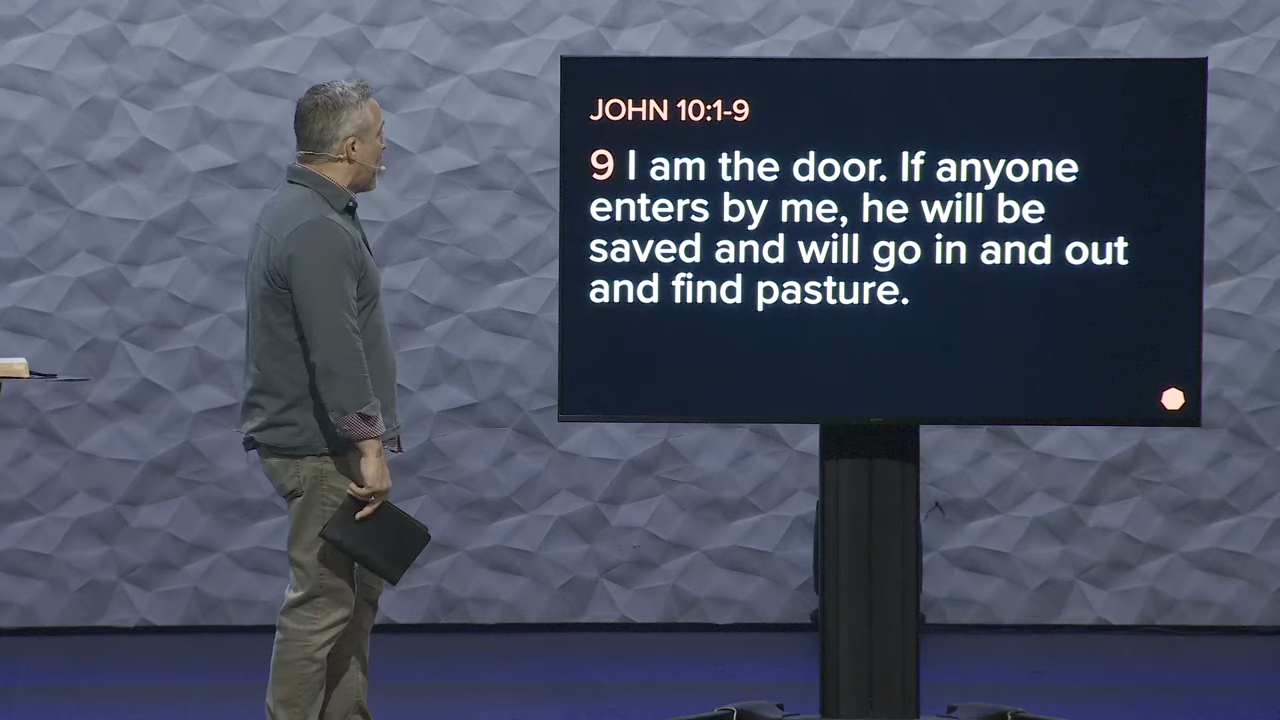 JOHN 10:1-9
9 I am the door. If anyone
enters by me, he will be
saved and will go in and out
and find pasture.